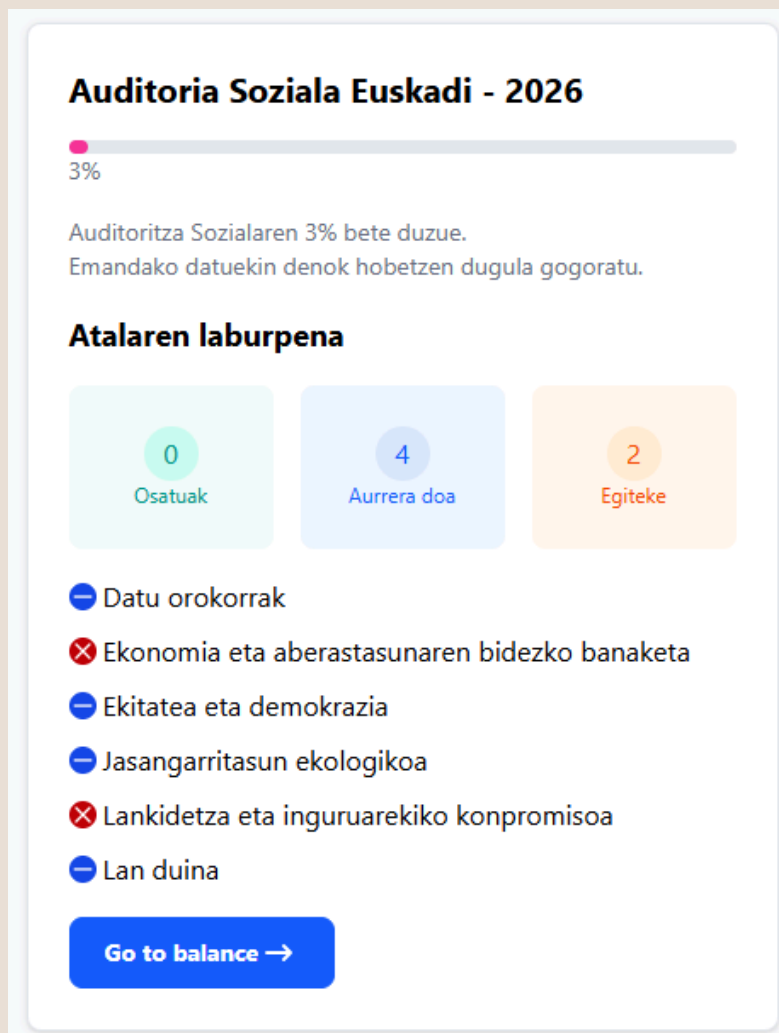 Auditoria Soziala Euskadi - 2026
3%
Auditoritza Sozialaren 3% bete duzue.
Emandako datuekin denok hobetzen dugula gogoratu.
Atalaren laburpena
0
Osatuak
4
Aurrera doa
2
Egiteke
Datu orokorrak
Ekonomia eta aberastasunaren bidezko banaketa
Ekitatea eta demokrazia
Jasangarritasun ekologikoa
Lankidetza eta inguruarekiko konpromisoa
Lan duina
Go to balance →